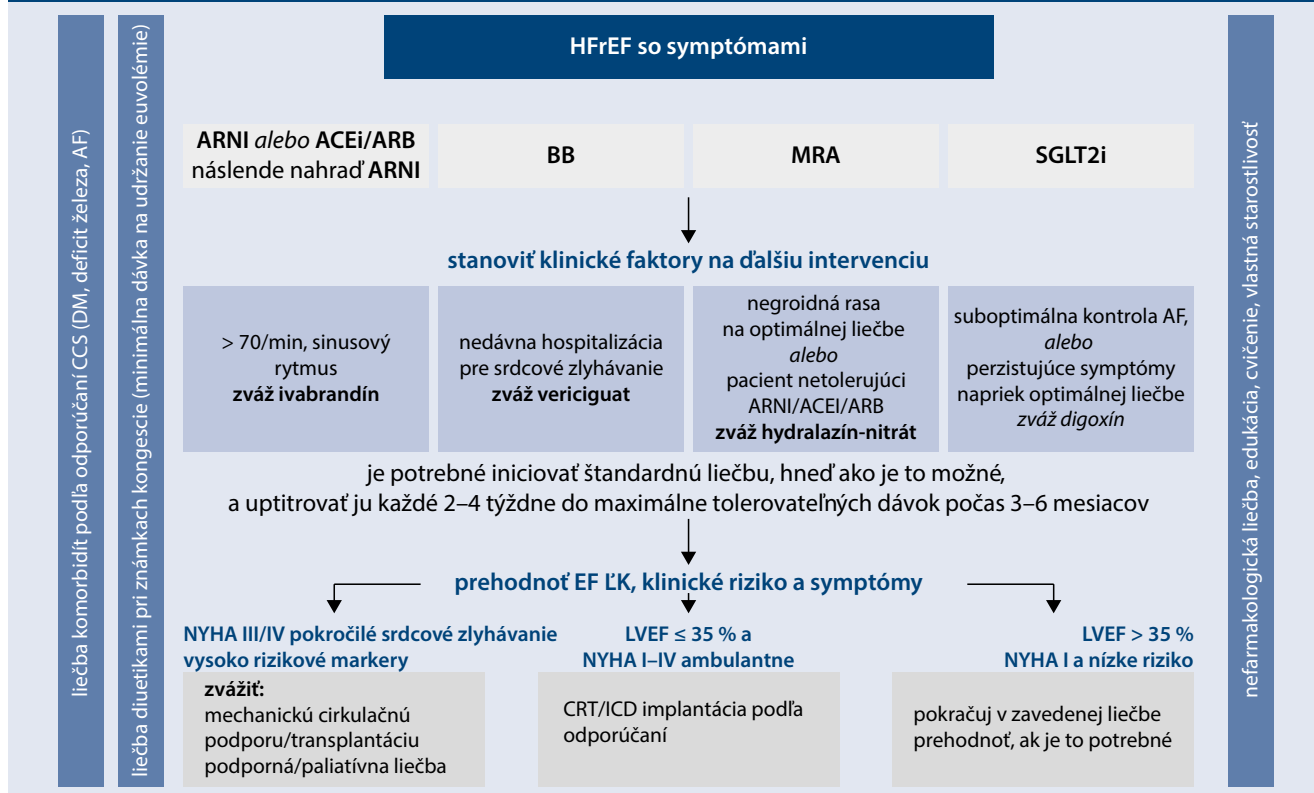 liečba komorbidít podľa odporúčaní CCS (DM, deficit železa, AF)
liečba diuetikami pri známkach kongescie (minimálna dávka na udržanie euvolémie)
HFrEF so symptómami
ARNI alebo ACEi/ARB
náslende nahraď ARNI
BB
MRA
SGLT2i
stanoviť klinické faktory na ďalšiu intervenciu
> 70/min, sinusový
rytmus
zváž ivabrandín
nedávna hospitalizácia
pre srdcové zlyhávanie
zváž vericiguat
negroidná rasa
na optimálnej liečbe
alebo
pacient netolerujúci
ARNI/ACEI/ARB
zváž hydralazín-nitrát
suboptimálna kontrola AF,
alebo
perzistujúce symptómy
napriek optimálnej liečbe
zváž digoxín
je potrebné iniciovať štandardnú liečbu, hneď ako je to možné,
a uptitrovať ju každé 2–4 týždne do maximálne tolerovateľných dávok počas 3–6 mesiacov
prehodnoť EF ĽK, klinické riziko a symptómy
NYHA III/IV pokročilé srdcové zlyhávanie
vysoko rizikové markery
zvážiť:
mechanickú cirkulačnú
podporu/transplantáciu
podporná/paliatívna liečba
LVEF ≤ 35 % a
NYHA I–IV ambulantne
CRT/ICD implantácia podľa
odporúčaní
LVEF > 35 %
NYHA I a nízke riziko
pokračuj v zavedenej liečbe
prehodnoť, ak je to potrebné
nefarmakologická liečba, edukácia, cvičenie, vlastná starostlivosť